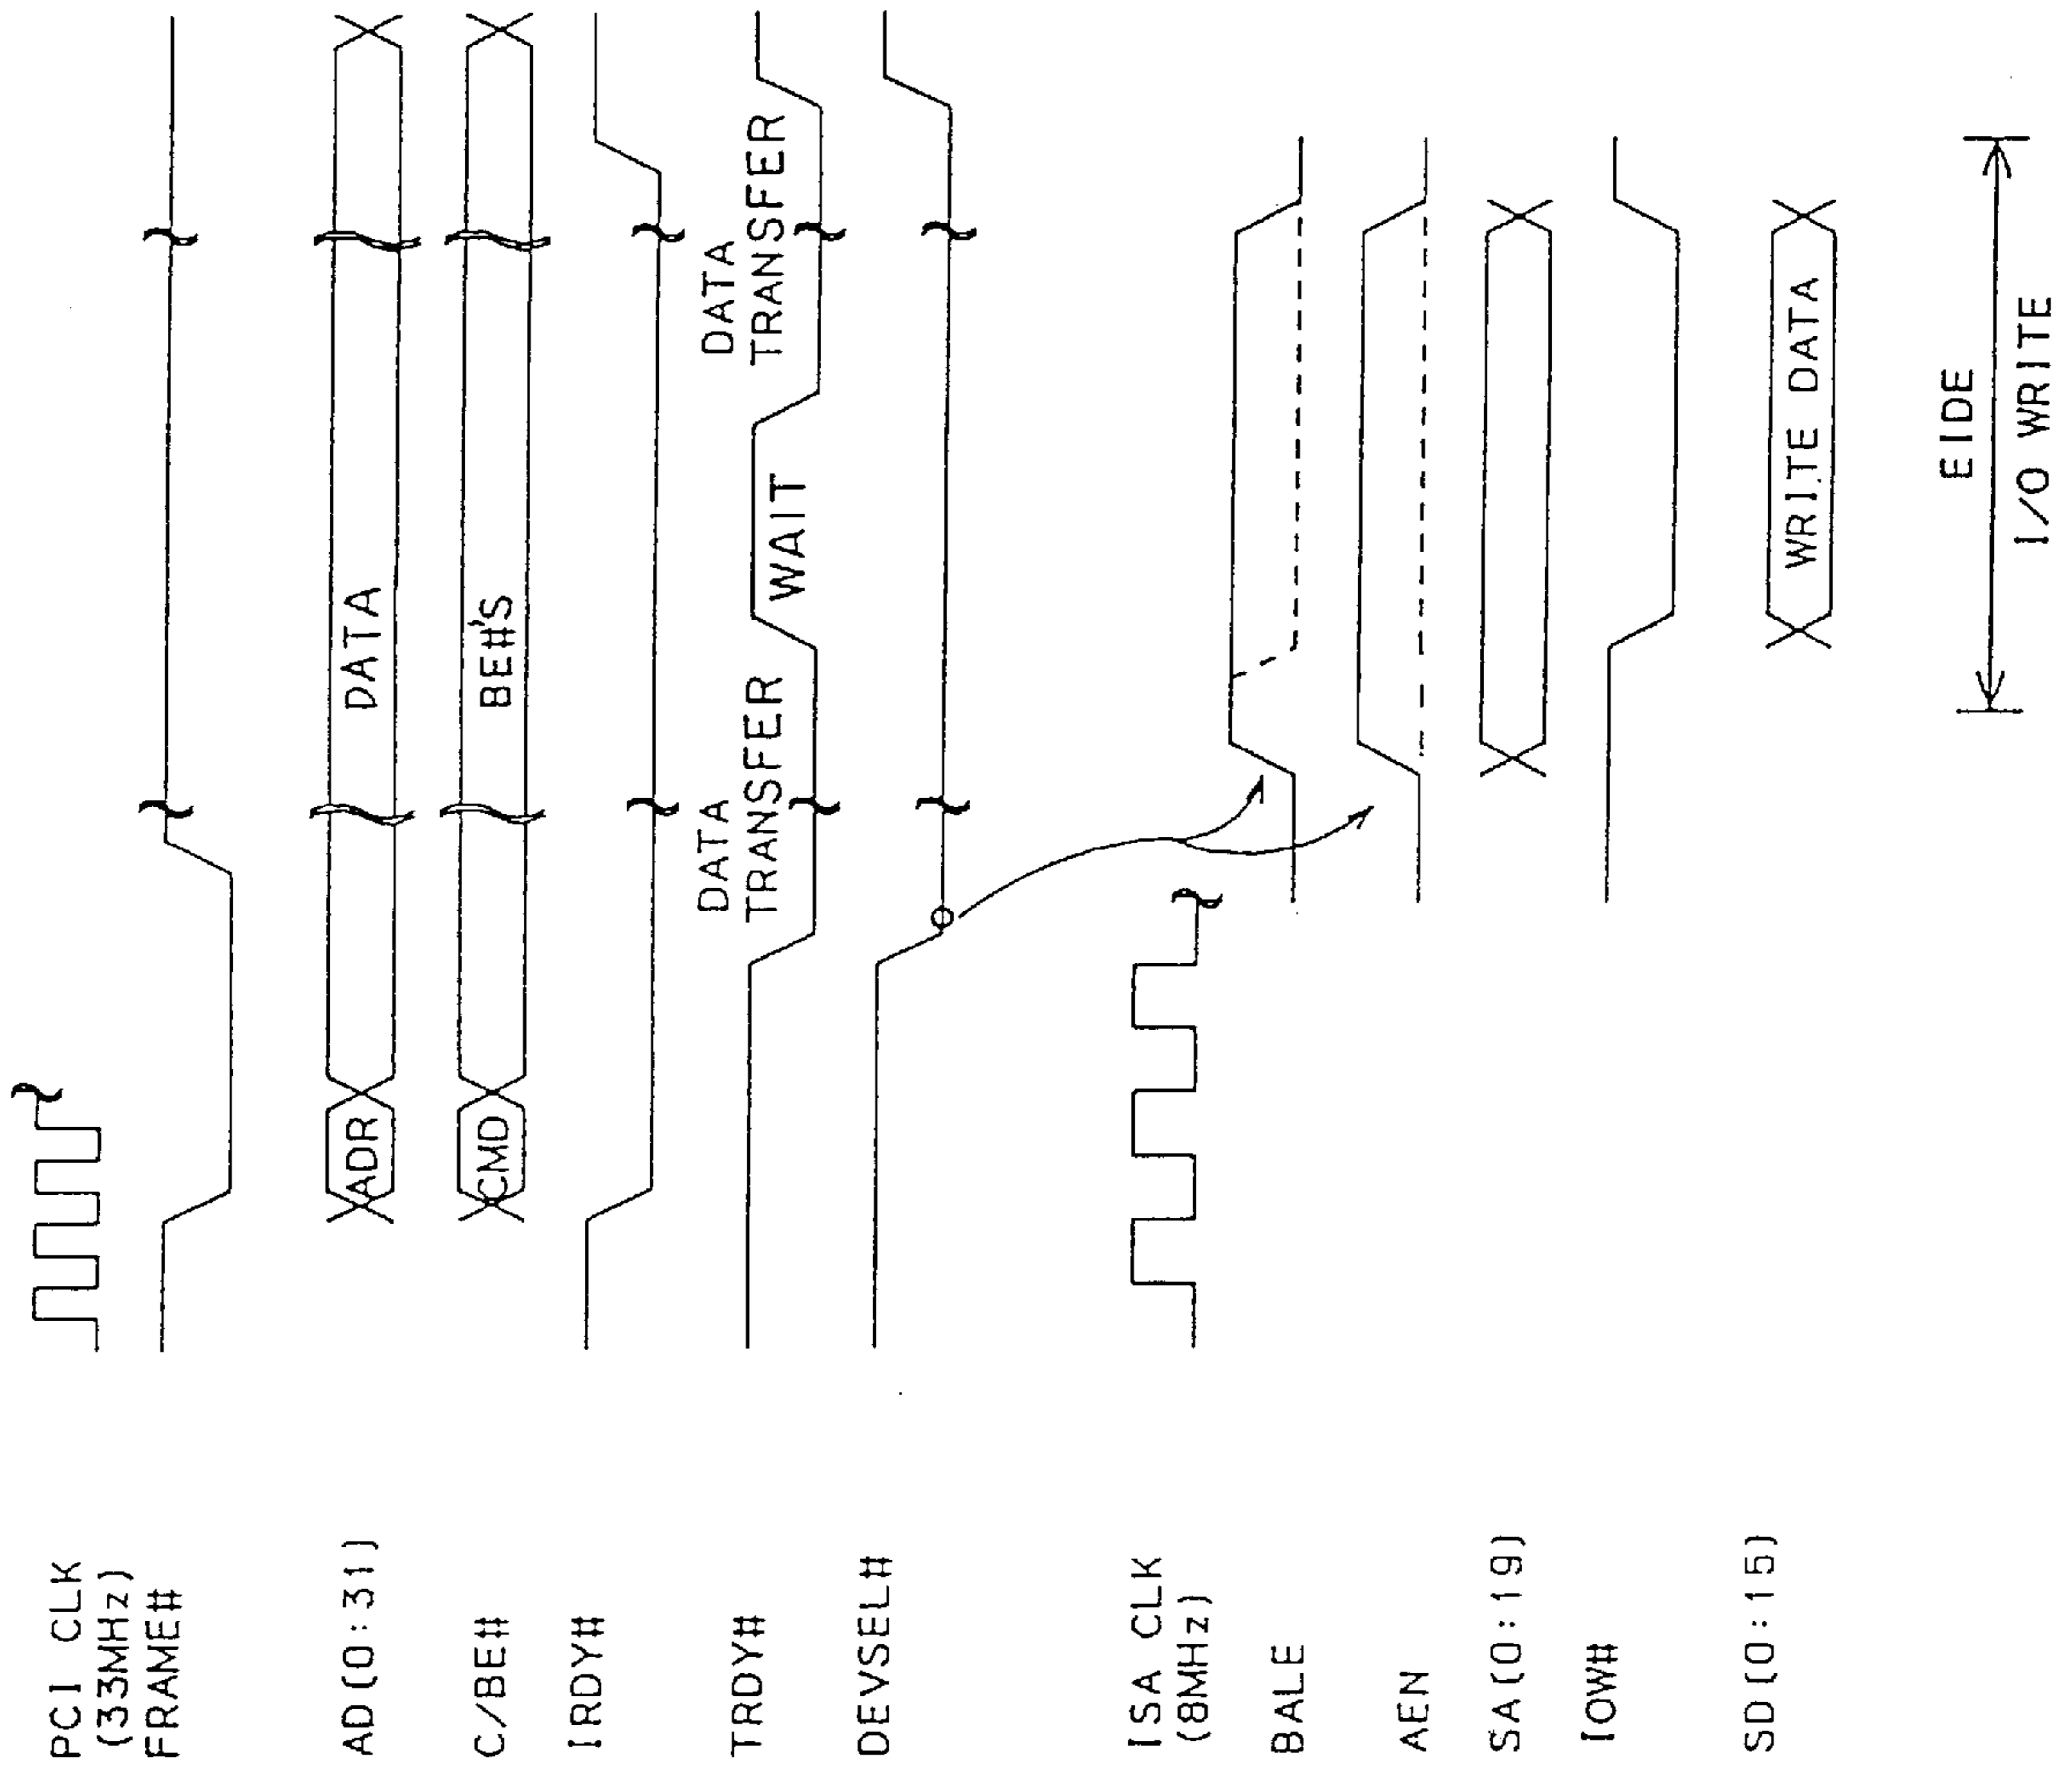 PCI CLK
(33MHz)
FRAME#
AD(0:31)
ADR
DATA
C/BE#
CMD
BE#'S
IRDY#
DATA
TRANSFER
DATA
TRANSFER
TRDY#
WAIT
DEVSEL#
ISA CLK
(8MHz)
BALE
AEN
SA(0:19)
IOW#
SD(0:15)
WRITE DATA
EIDE
I/O WRITE